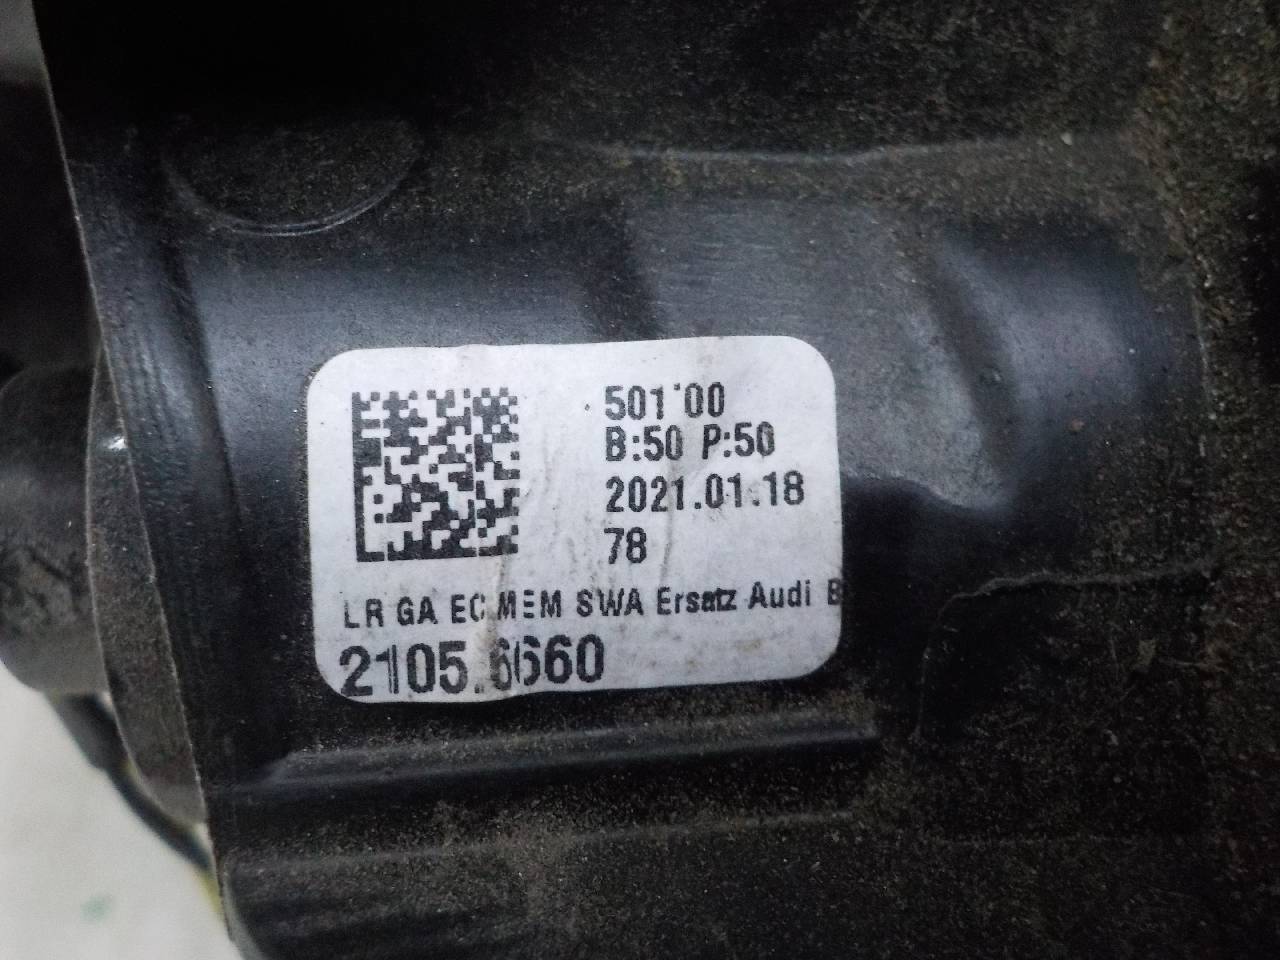 501'00
B:50 P:50
2021.01.18
78
LR GA EC MEM SWA Ersatz Audi B
2105.6660